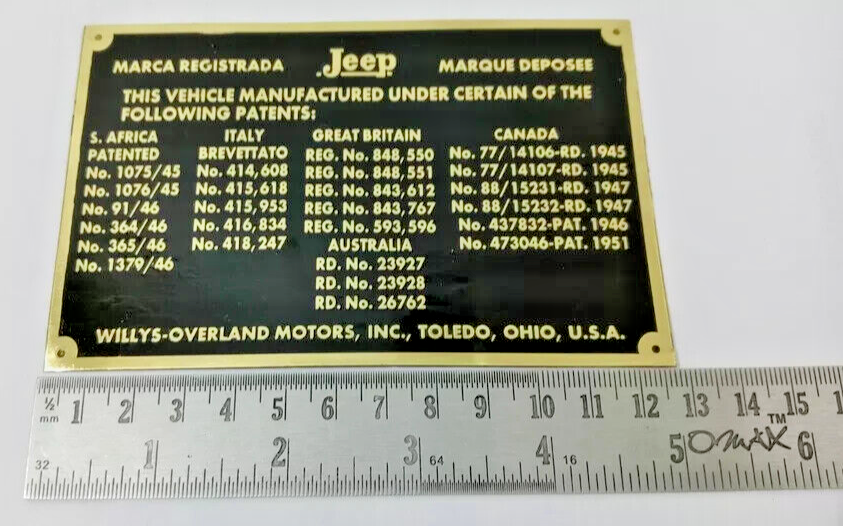 MARCA REGISTRADA Jeep MARQUE DEPOSEE
THIS VEHICLE MANUFACTURED UNDER CERTAIN OF THE
FOLLOWING PATENTS:
S. AFRICA
PATENTED
No. 1075/45
No. 1076/45
No. 91/46
No. 364/46
No. 365/46
No. 1379/46
ITALY
BREVETTATO
No. 414,608
No. 415,618
No. 415,953
No. 416,834
No. 418,247
GREAT BRITAIN
REG. No. 848,550
REG. No. 848,551
REG. No. 843,612
REG. No. 843,767
REG. No. 593,596
AUSTRALIA
RD. No. 23927
RD. No. 23928
RD. No. 26762
CANADA
No. 77/14106-RD. 1945
No. 77/14107-RD. 1945
No. 88/15231-RD. 1947
No. 88/15232-RD. 1947
No. 437832-PAT. 1946
No. 473046-PAT. 1951
WILLYS-OVERLAND MOTORS, INC., TOLEDO, OHIO, U.S.A.
½ mm 1 2 3 4 5 6 7 8 9 10 11 12 13 14 15
32 1 2 3 64 4 16 5 OMAX TM 6